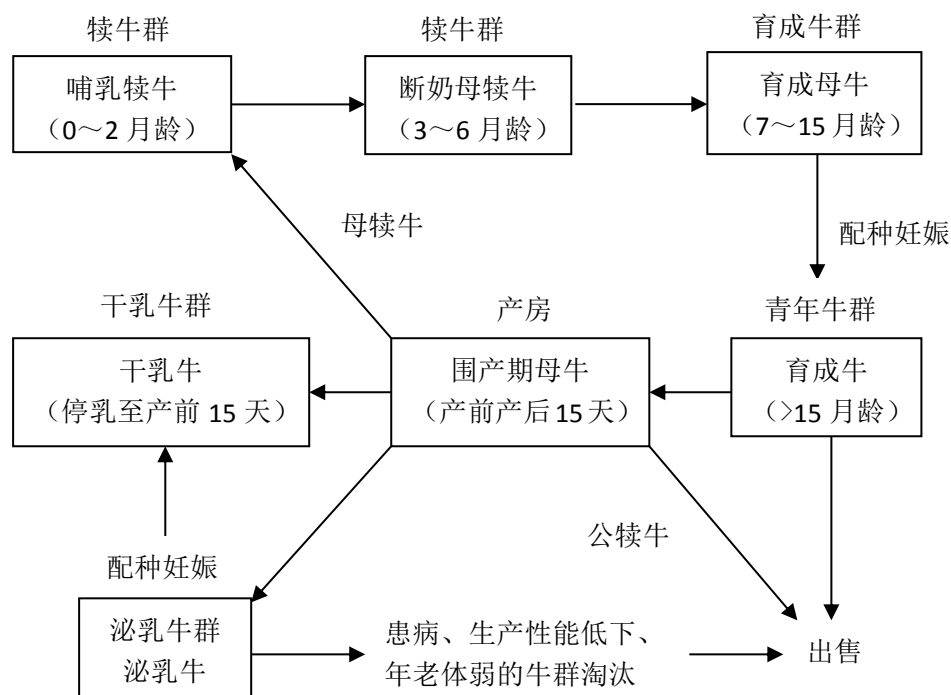 犊牛群
犊牛群
育成牛群
哺乳犊牛
（0～2 月龄）
断奶母犊牛
（3～6 月龄）
育成母牛
（7～15 月龄）
母犊牛
配种妊娠
干乳牛群
产房
青年牛群
干乳牛
（停乳至产前 15 天）
围产期母牛
（产前产后 15 天）
育成牛
（>15 月龄）
公犊牛
配种妊娠
泌乳牛群
泌乳牛
患病、生产性能低下、
年老体弱的牛群淘汰
出售